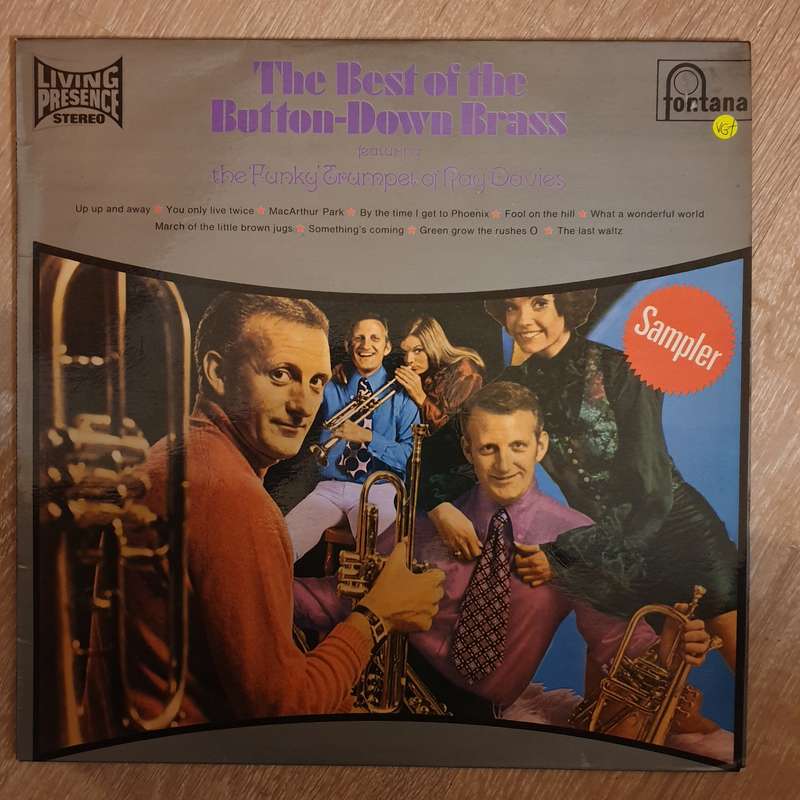 LIVING
PRESENCE
STEREO
fontana
VG+
The Best of the
Button-Down Brass
featuring
the 'Funky' Trumpet of Ray Davies
Up up and away ★ You only live twice ★ MacArthur Park ★ By the time I get to Phoenix ★ Fool on the hill ★ What a wonderful world
March of the little brown jugs ★ Something's coming ★ Green grow the rushes O ★ The last waltz
Sampler